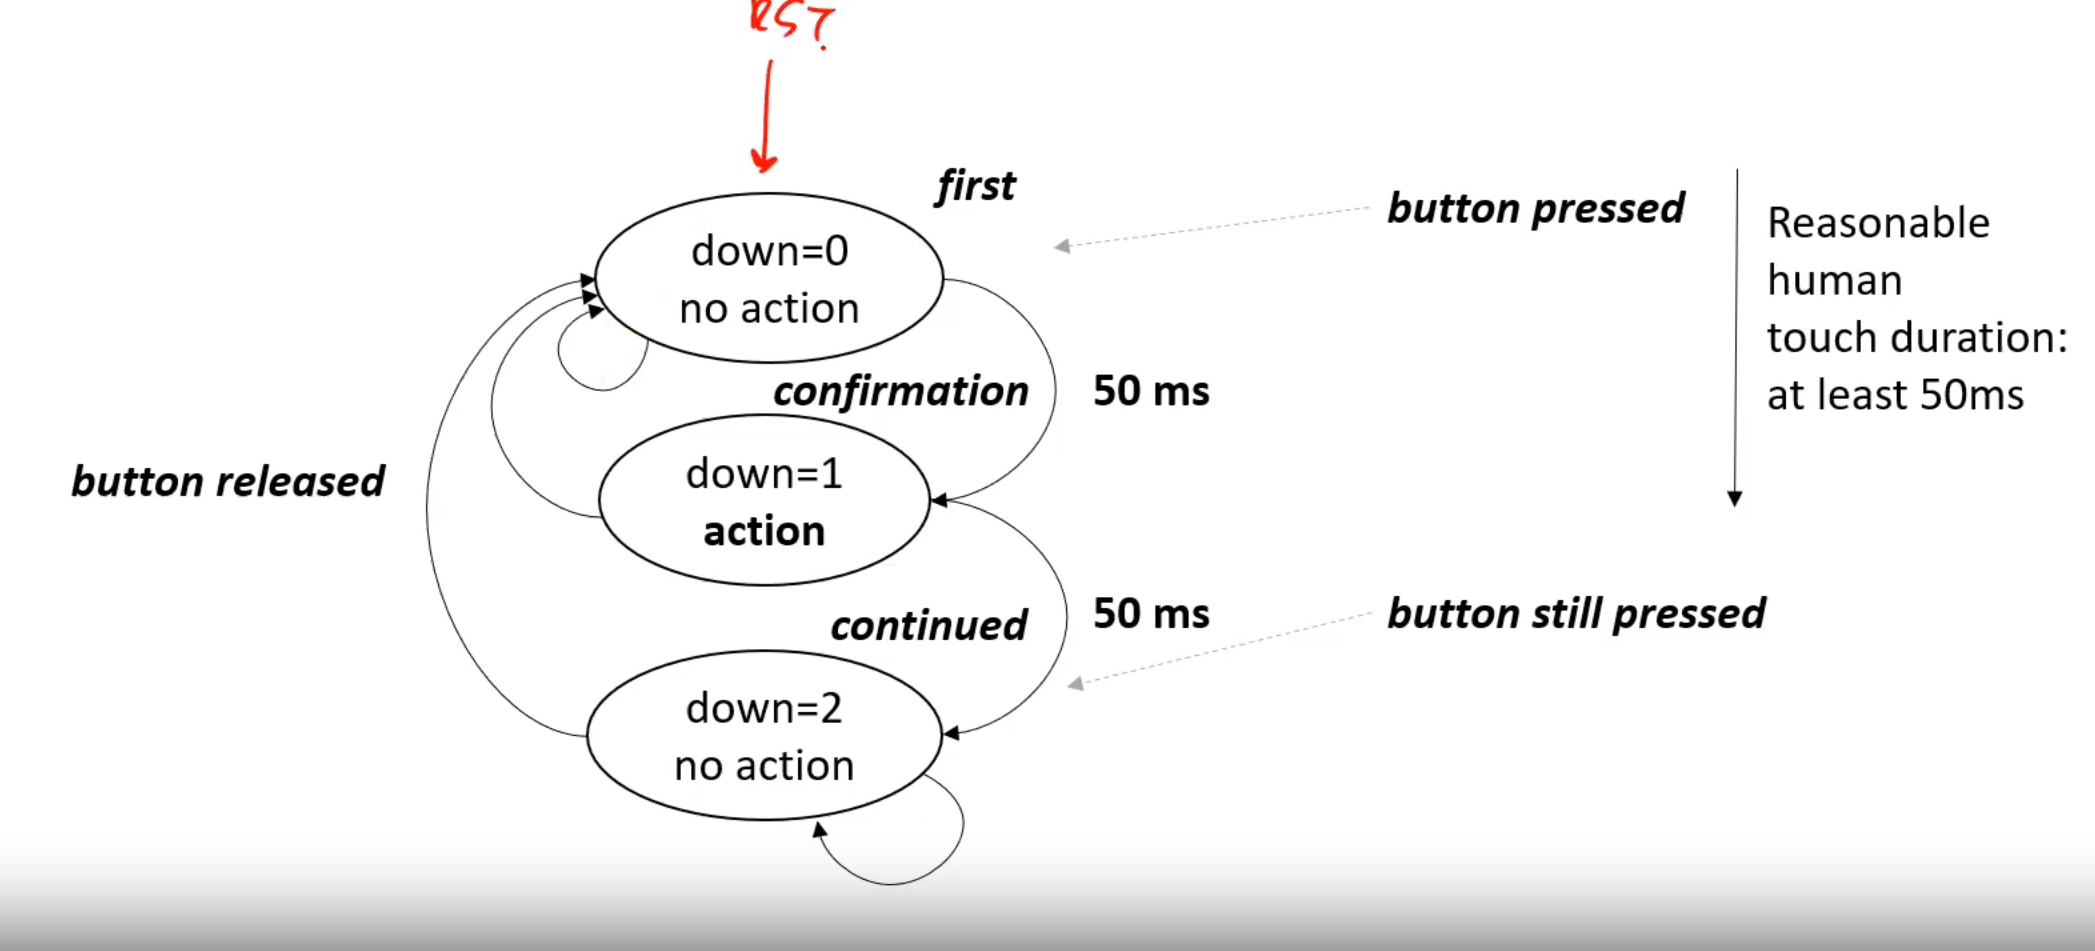 RST
first
button pressed
down=0
no action
Reasonable
human
touch duration:
at least 50ms
confirmation
50 ms
down=1
action
button released
continued
50 ms
button still pressed
down=2
no action